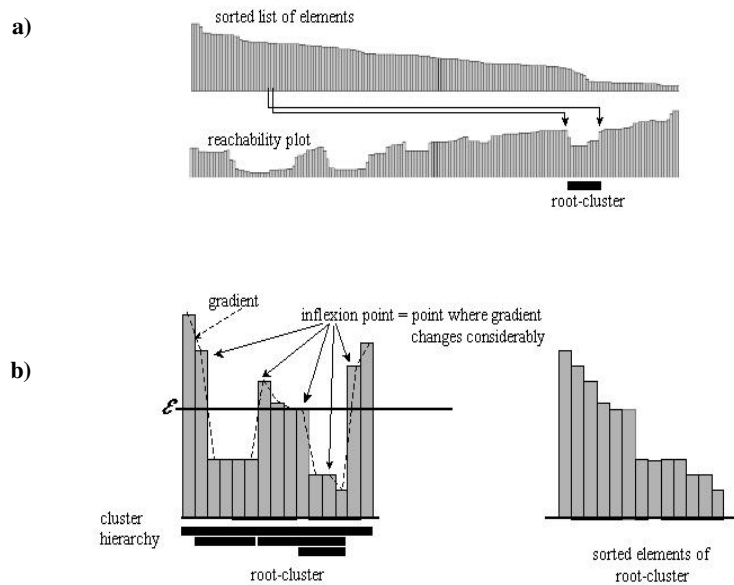 a)
sorted list of elements
reachability plot
root-cluster
b)
gradient
inflexion point = point where gradient
changes considerably
ε
cluster
hierarchy
root-cluster
sorted elements of
root-cluster